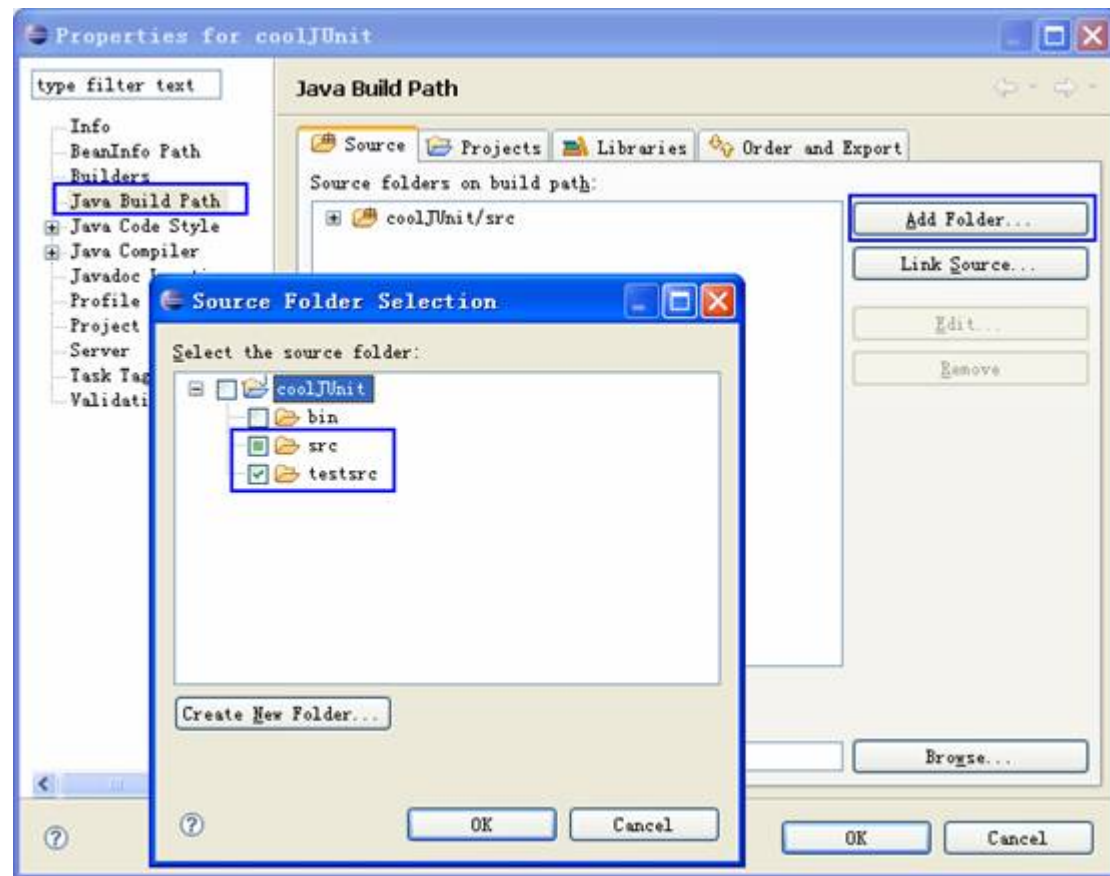 Properties for coolJUnit
type filter text
Info
BeanInfo Path
Builders
Java Build Path
Java Code Style
Java Compiler
Javadoc
Profile
Project
Server
Task Tag
Validati
Java Build Path
Source Projects Libraries Order and Export
Source folders on build path:
coolJUnit/src
Add Folder...
Link Source...
Edit...
Remove
Browse...
OK Cancel
Source Folder Selection
Select the source folder:
coolJUnit
bin
src
testsrc
Create New Folder...
OK Cancel